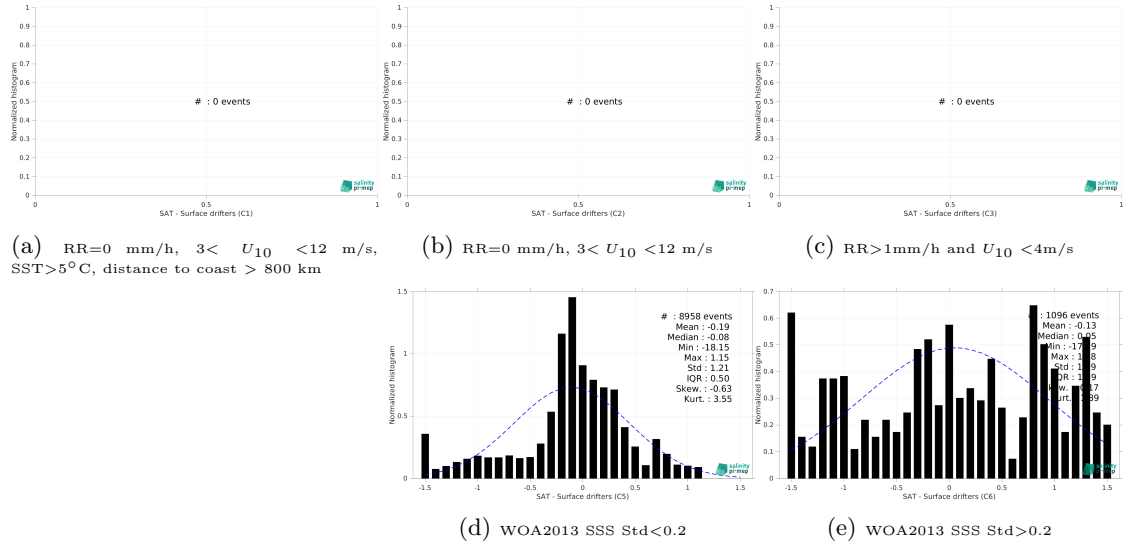 1
0.9
0.8
0.7
0.6
0.5
0.4
0.3
0.2
0.1
0
Normalized histogram
# : 0 events
0 0.5 1
SAT - Surface drifters (C1)
salinity
pi-mep
(a) RR=0 mm/h, 3< U10 <12 m/s,
SST>5°C, distance to coast > 800 km
1
0.9
0.8
0.7
0.6
0.5
0.4
0.3
0.2
0.1
0
Normalized histogram
# : 0 events
0 0.5 1
SAT - Surface drifters (C2)
salinity
pi-mep
(b) RR=0 mm/h, 3< U10 <12 m/s
1
0.9
0.8
0.7
0.6
0.5
0.4
0.3
0.2
0.1
0
Normalized histogram
# : 0 events
0 0.5 1
SAT - Surface drifters (C3)
salinity
pi-mep
(c) RR>1mm/h and U10 <4m/s
1.5
1
0.5
0
Normalized histogram
# : 8958 events
Mean : -0.19
Median : -0.08
Min : -18.15
Max : 1.15
Std : 1.21
IQR : 0.50
Skew. : -0.63
Kurt. : 3.55
-1.5 -1 -0.5 0 0.5 1 1.5
SAT - Surface drifters (C5)
salinity
pi-mep
(d) WOA2013 SSS Std<0.2
0.7
0.6
0.5
0.4
0.3
0.2
0.1
0
Normalized histogram
# : 1096 events
Mean : -0.13
Median : 0.05
Min :
Max :
Std :
IQR :
-1.5 -1 -0.5 0 0.5 1 1.5
SAT - Surface drifters (C6)
salinity
pi-mep
(e) WOA2013 SSS Std>0.2